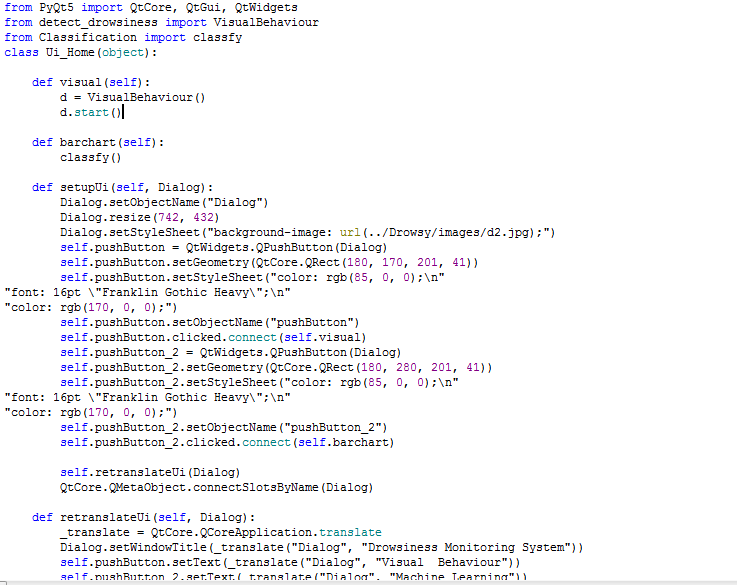 from PyQt5 import QtCore, QtGui, QtWidgets
from detect_drowsiness import VisualBehaviour
from Classification import classfy
class Ui_Home(object):

    def visual(self):
        d = VisualBehaviour()
        d.start()

    def barchart(self):
        classfy()

    def setupUi(self, Dialog):
        Dialog.setObjectName("Dialog")
        Dialog.resize(742, 432)
        Dialog.setStyleSheet("background-image: url(../Drowsy/images/d2.jpg);")
        self.pushButton = QtWidgets.QPushButton(Dialog)
        self.pushButton.setGeometry(QtCore.QRect(180, 170, 201, 41))
        self.pushButton.setStyleSheet("color: rgb(85, 0, 0);\n"
"font: 16pt \"Franklin Gothic Heavy\";\n"
"color: rgb(170, 0, 0);")
        self.pushButton.setObjectName("pushButton")
        self.pushButton.clicked.connect(self.visual)
        self.pushButton_2 = QtWidgets.QPushButton(Dialog)
        self.pushButton_2.setGeometry(QtCore.QRect(180, 280, 201, 41))
        self.pushButton_2.setStyleSheet("color: rgb(85, 0, 0);\n"
"font: 16pt \"Franklin Gothic Heavy\";\n"
"color: rgb(170, 0, 0);")
        self.pushButton_2.setObjectName("pushButton_2")
        self.pushButton_2.clicked.connect(self.barchart)

        self.retranslateUi(Dialog)
        QtCore.QMetaObject.connectSlotsByName(Dialog)

    def retranslateUi(self, Dialog):
        _translate = QtCore.QCoreApplication.translate
        Dialog.setWindowTitle(_translate("Dialog", "Drowsiness Monitoring System"))
        self.pushButton.setText(_translate("Dialog", "Visual  Behaviour"))
        self.pushButton_2.setText(_translate("Dialog", "Machine Learning"))